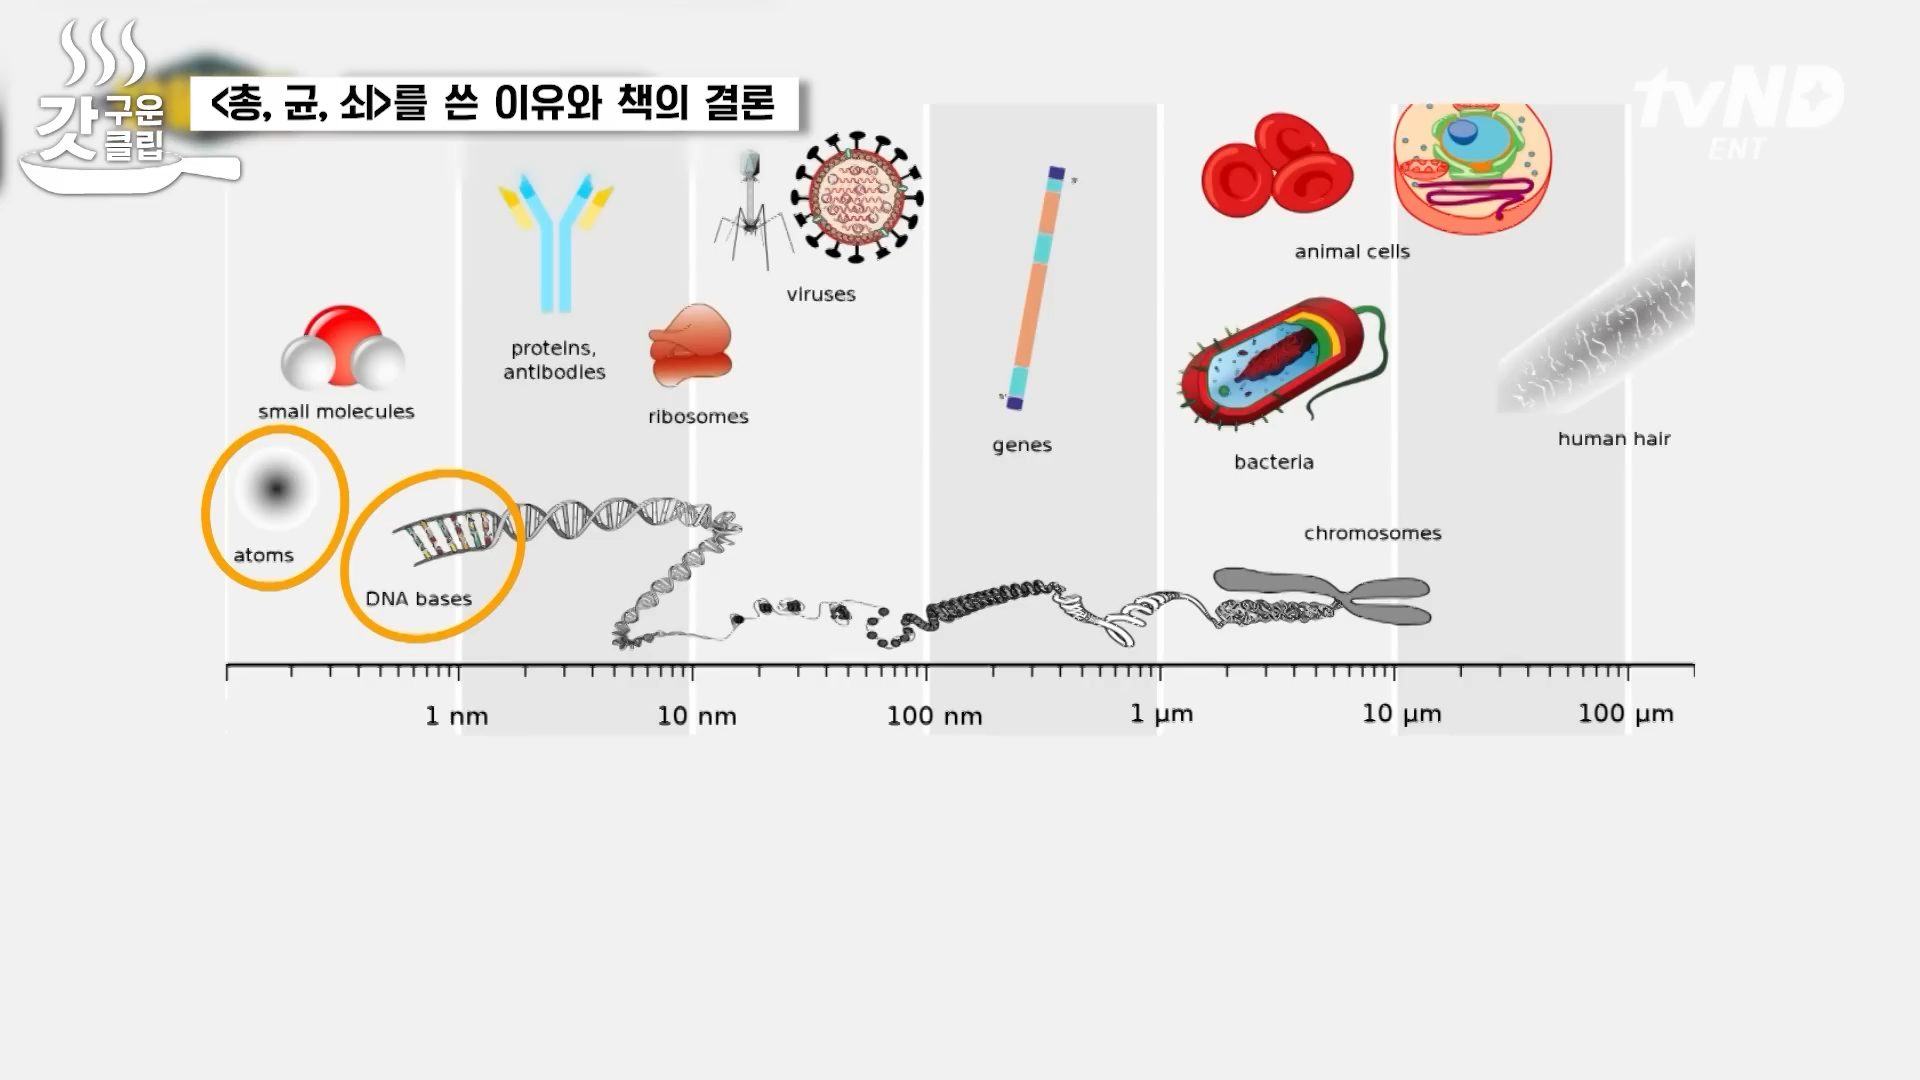 갓구운
클립
<총, 균, 쇠>를 쓴 이유와 책의 결론
tvND
ENT
animal cells
viruses
proteins,
antibodies
small molecules
ribosomes
human hair
genes
bacteria
chromosomes
atoms
DNA bases
1 nm
10 nm
100 nm
1 µm
10 µm
100 µm